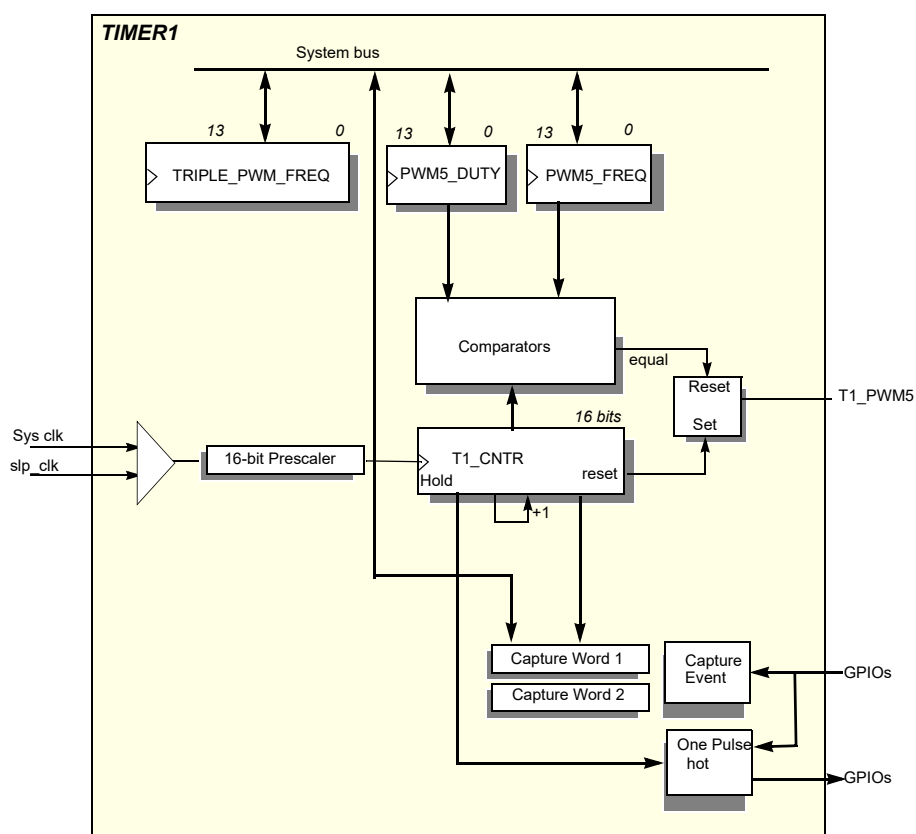 TIMER1
System bus
13 0
13 0
13 0
TRIPLE_PWM_FREQ
PWM5_DUTY
PWM5_FREQ
Comparators
equal
Reset
Set
T1_PWM5
16 bits
Sys clk
slp_clk
16-bit Prescaler
T1_CNTR
Hold
reset
+1
Capture Word 1
Capture Word 2
Capture
Event
GPIOs
One Pulse
hot
GPIOs